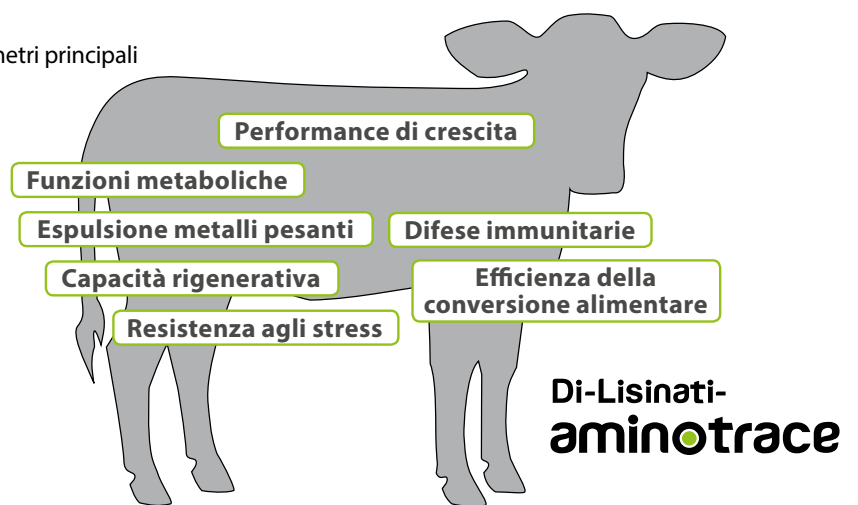 etri principali
Performance di crescita
Funzioni metaboliche
Espulsione metalli pesanti
Difese immunitarie
Capacità rigenerativa
Efficienza della
conversione alimentare
Resistenza agli stress
Di-Lisinati-
aminotrace